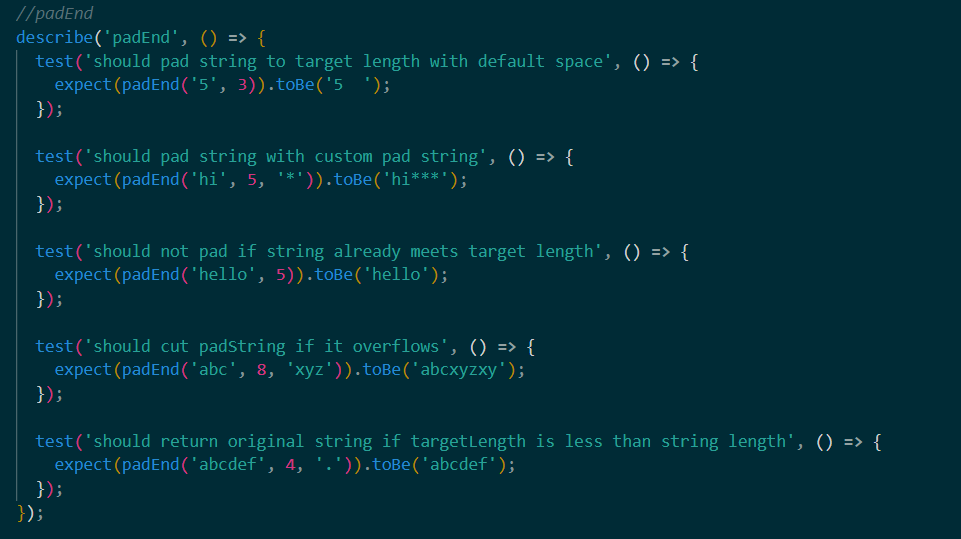 //padEnd
describe('padEnd', () => {
  test('should pad string to target length with default space', () => {
    expect(padEnd('5', 3)).toBe('5  ');
  });

  test('should pad string with custom pad string', () => {
    expect(padEnd('hi', 5, '*')).toBe('hi***');
  });

  test('should not pad if string already meets target length', () => {
    expect(padEnd('hello', 5)).toBe('hello');
  });

  test('should cut padString if it overflows', () => {
    expect(padEnd('abc', 8, 'xyz')).toBe('abcxyzxy');
  });

  test('should return original string if targetLength is less than string length', () => {
    expect(padEnd('abcdef', 4, '.')).toBe('abcdef');
  });
});